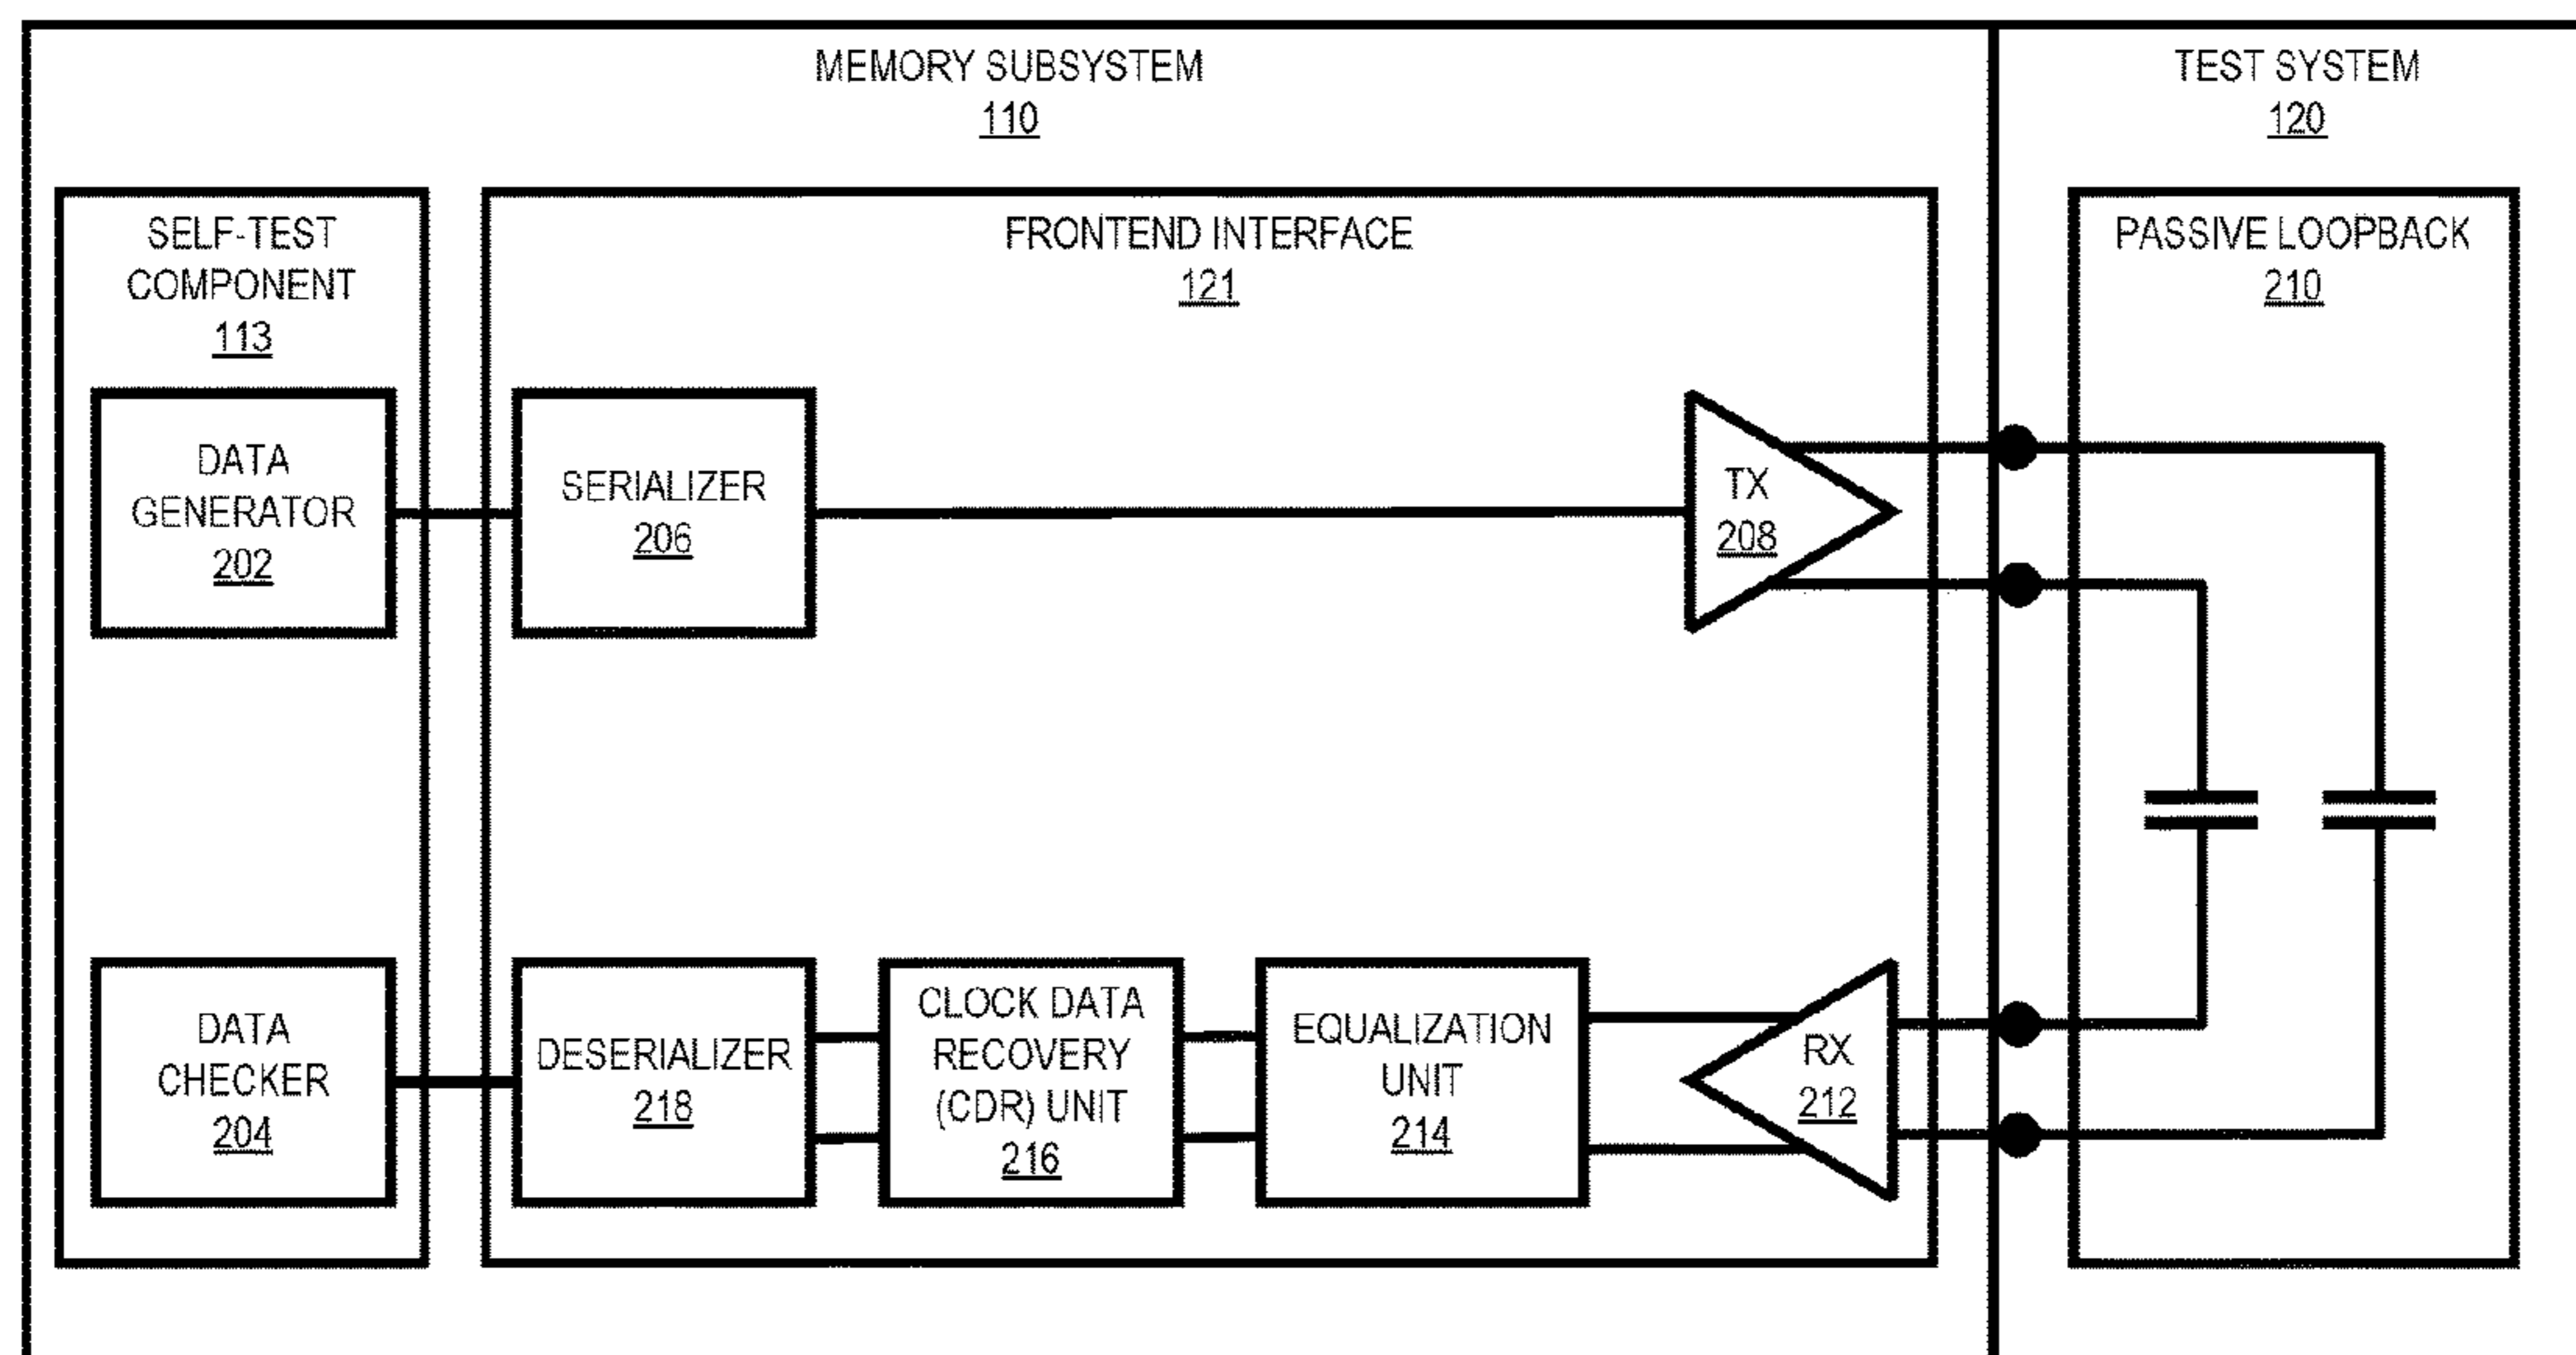 MEMORY SUBSYSTEM
110
TEST SYSTEM
120
SELF-TEST
COMPONENT
113
FRONTEND INTERFACE
121
PASSIVE LOOPBACK
210
DATA
GENERATOR
202
SERIALIZER
206
TX
208
DATA
CHECKER
204
DESERIALIZER
218
CLOCK DATA
RECOVERY
(CDR) UNIT
216
EQUALIZATION
UNIT
214
RX
212